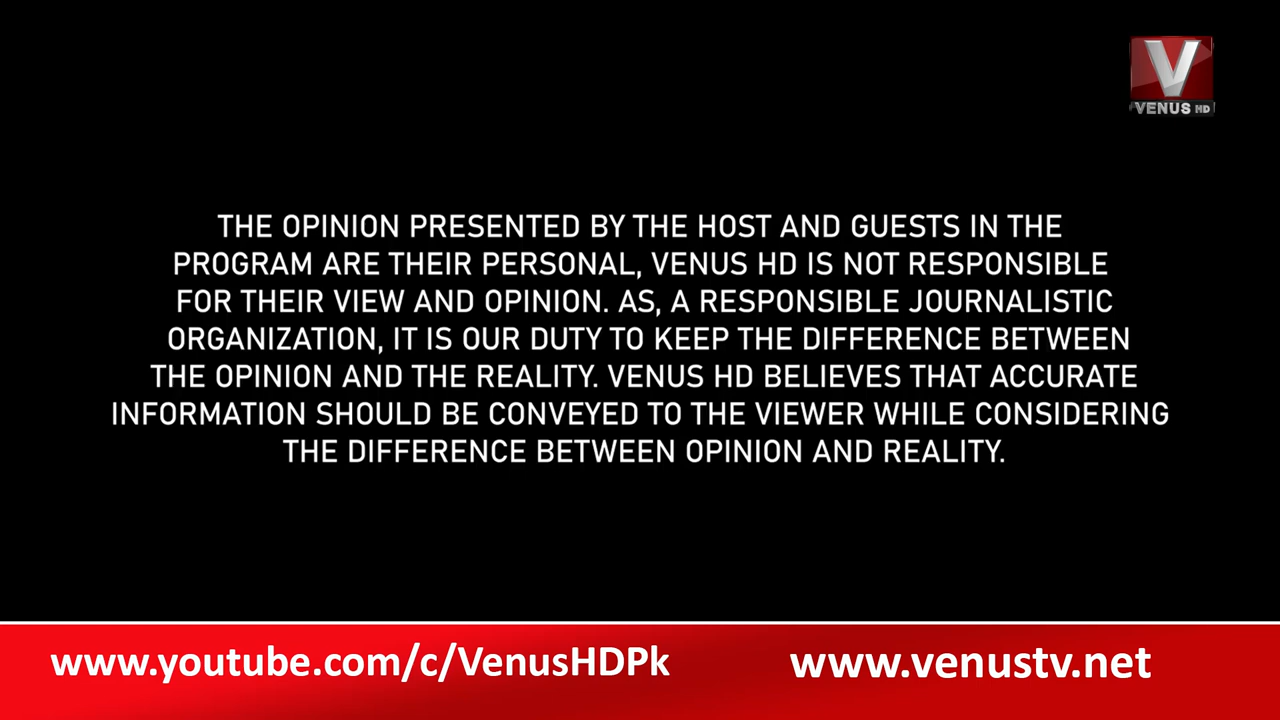 V
VENUS HD
THE OPINION PRESENTED BY THE HOST AND GUESTS IN THE
PROGRAM ARE THEIR PERSONAL, VENUS HD IS NOT RESPONSIBLE
FOR THEIR VIEW AND OPINION. AS, A RESPONSIBLE JOURNALISTIC
ORGANIZATION, IT IS OUR DUTY TO KEEP THE DIFFERENCE BETWEEN
THE OPINION AND THE REALITY. VENUS HD BELIEVES THAT ACCURATE
INFORMATION SHOULD BE CONVEYED TO THE VIEWER WHILE CONSIDERING
THE DIFFERENCE BETWEEN OPINION AND REALITY.
www.youtube.com/c/VenusHDPk
www.venustv.net